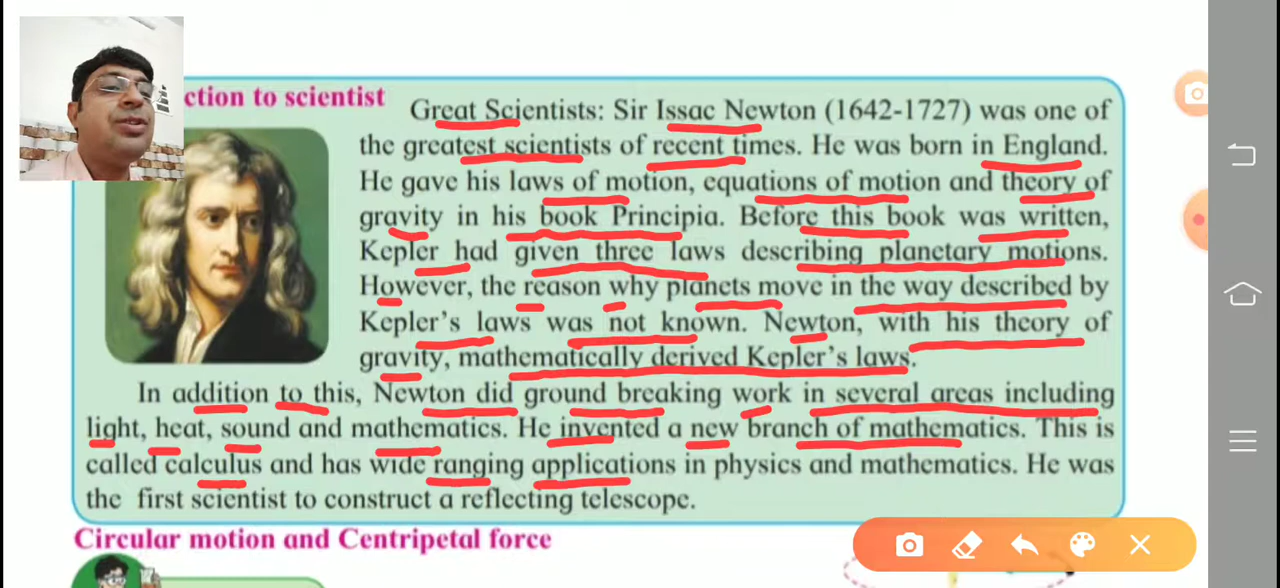 ction to scientist
Great Scientists: Sir Issac Newton (1642-1727) was one of
the greatest scientists of recent times. He was born in England.
He gave his laws of motion, equations of motion and theory of
gravity in his book Principia. Before this book was written,
Kepler had given three laws describing planetary motions.
However, the reason why planets move in the way described by
Kepler's laws was not known. Newton, with his theory of
gravity, mathematically derived Kepler's laws.
In addition to this, Newton did ground breaking work in several areas including
light, heat, sound and mathematics. He invented a new branch of mathematics. This is
called calculus and has wide ranging applications in physics and mathematics. He was
the first scientist to construct a reflecting telescope.
Circular motion and Centripetal force